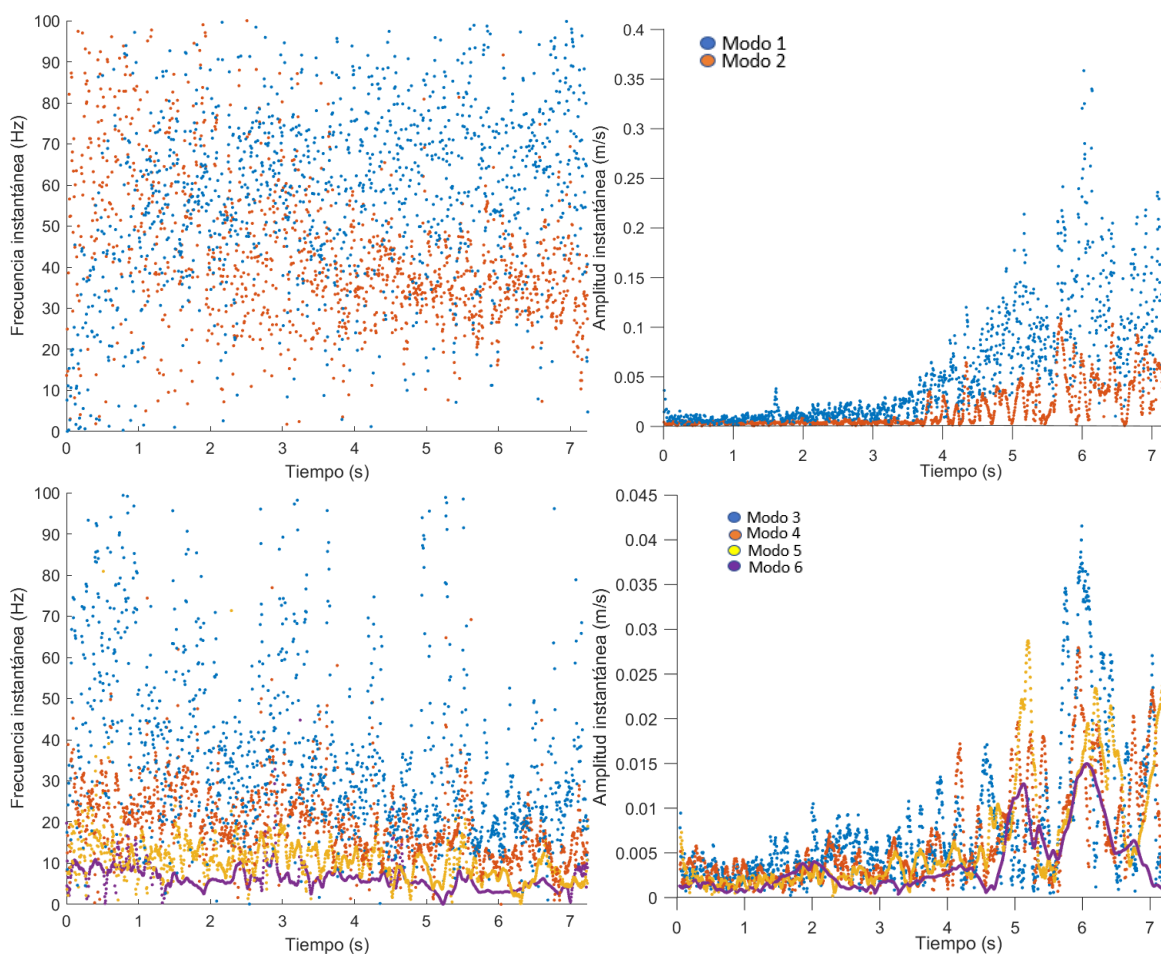 100
90
80
70
60
50
40
30
20
10
0
Frecuencia instantánea (Hz)
0 1 2 3 4 5 6 7
Tiempo (s)
0.4
0.35
0.3
0.25
0.2
0.15
0.1
0.05
0
Amplitud instantánea (m/s)
Modo 1
Modo 2
0 1 2 3 4 5 6 7
Tiempo (s)
100
90
80
70
60
50
40
30
20
10
0
Frecuencia instantánea (Hz)
0 1 2 3 4 5 6 7
Tiempo (s)
0.045
0.04
0.035
0.03
0.025
0.02
0.015
0.01
0.005
0
Amplitud instantánea (m/s)
Modo 3
Modo 4
Modo 5
Modo 6
0 1 2 3 4 5 6 7
Tiempo (s)